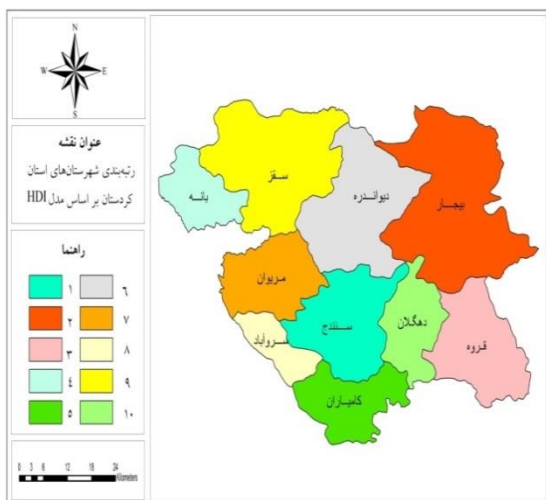 N
W E
S
عنوان نقشه
رتبه‌بندی شهرستان‌های استان
کردستان بر اساس مدل HDI
راهنما
۱ ۶
۲ ۷
۳ ۸
۴ ۹
۵ ۱۰
0 3 6 12 18 24
Kilometers
سقز
بانه
دیواندره
بیجار
مریوان
سنندج
دهگلان
قروه
سروآباد
کامیاران